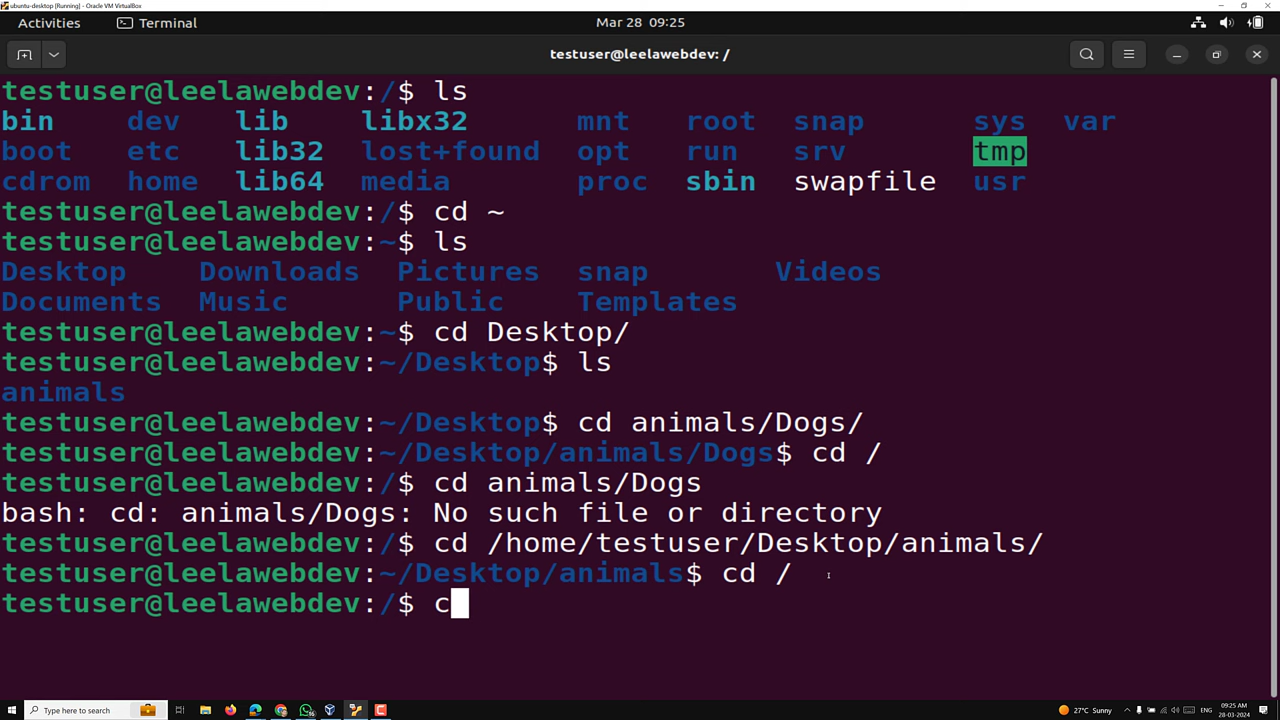 ubuntu-desktop [Running] - Oracle VM VirtualBox
Activities Terminal Mar 28 09:25
testuser@leelawebdev: /
testuser@leelawebdev:/$ ls
bin dev lib libx32 mnt root snap sys var
boot etc lib32 lost+found opt run srv tmp
cdrom home lib64 media proc sbin swapfile usr
testuser@leelawebdev:/$ cd ~
testuser@leelawebdev:~$ ls
Desktop Downloads Pictures snap Videos
Documents Music Public Templates
testuser@leelawebdev:~$ cd Desktop/
testuser@leelawebdev:~/Desktop$ ls
animals
testuser@leelawebdev:~/Desktop$ cd animals/Dogs/
testuser@leelawebdev:~/Desktop/animals/Dogs$ cd /
testuser@leelawebdev:/$ cd animals/Dogs
bash: cd: animals/Dogs: No such file or directory
testuser@leelawebdev:/$ cd /home/testuser/Desktop/animals/
testuser@leelawebdev:~/Desktop/animals$ cd /
testuser@leelawebdev:/$ c
Type here to search 27°C Sunny ENG 09:25 AM
28-03-2024